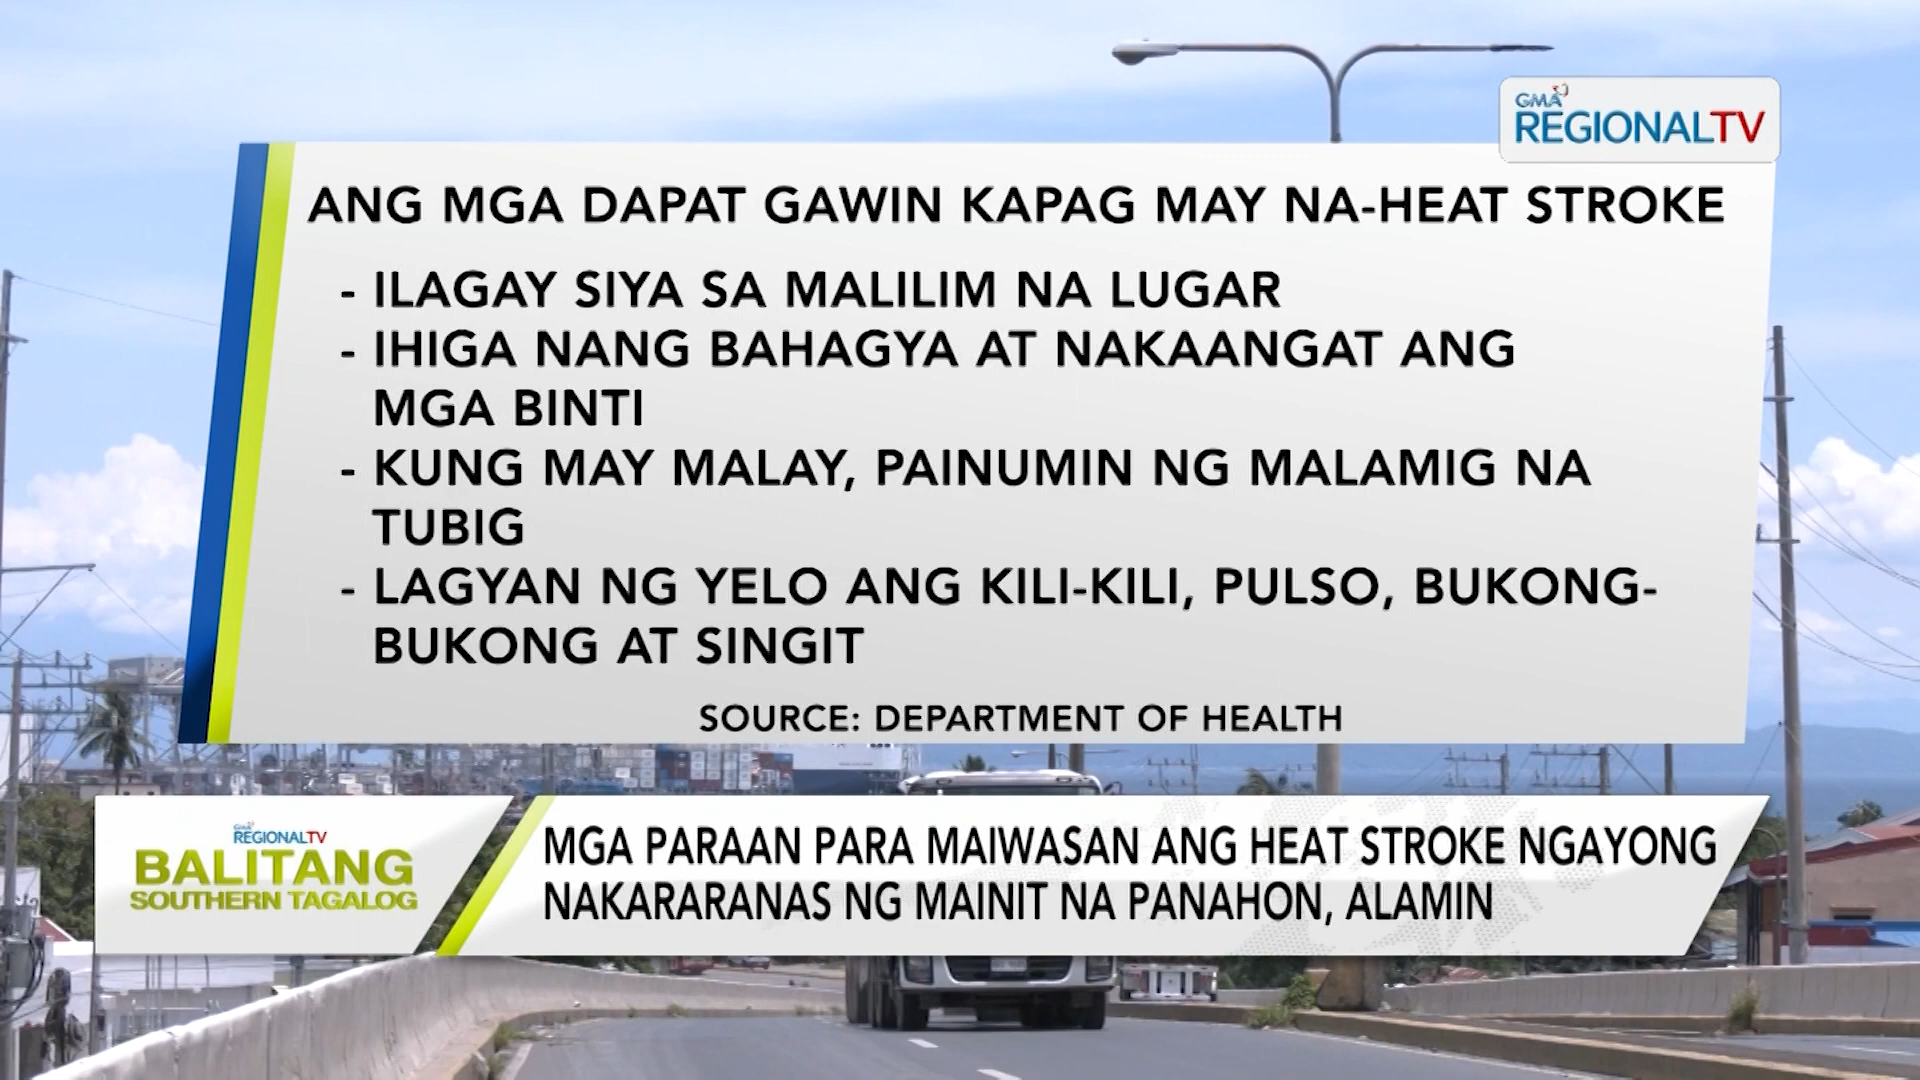 GMA
REGIONALTV
ANG MGA DAPAT GAWIN KAPAG MAY NA-HEAT STROKE
- ILAGAY SIYA SA MALILIM NA LUGAR
- IHIGA NANG BAHAGYA AT NAKAANGAT ANG
MGA BINTI
- KUNG MAY MALAY, PAINUMIN NG MALAMIG NA
TUBIG
- LAGYAN NG YELO ANG KILI-KILI, PULSO, BUKONG-
BUKONG AT SINGIT
SOURCE: DEPARTMENT OF HEALTH
GMA
REGIONALTV
BALITANG
SOUTHERN TAGALOG
MGA PARAAN PARA MAIWASAN ANG HEAT STROKE NGAYONG
NAKARARANAS NG MAINIT NA PANAHON, ALAMIN